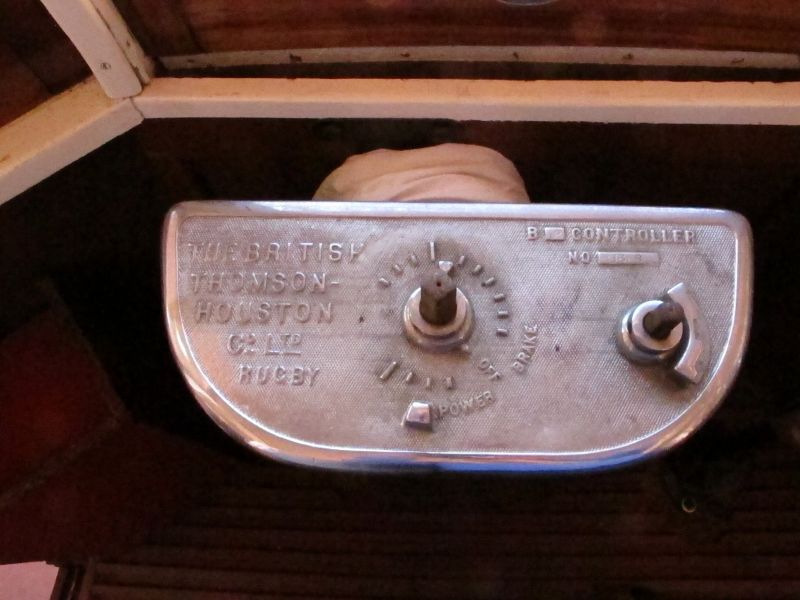 THE BRITISH
THOMSON-
HOUSTON
Co LTD
RUGBY
B CONTROLLER
NO
OFF
BRAKE
POWER